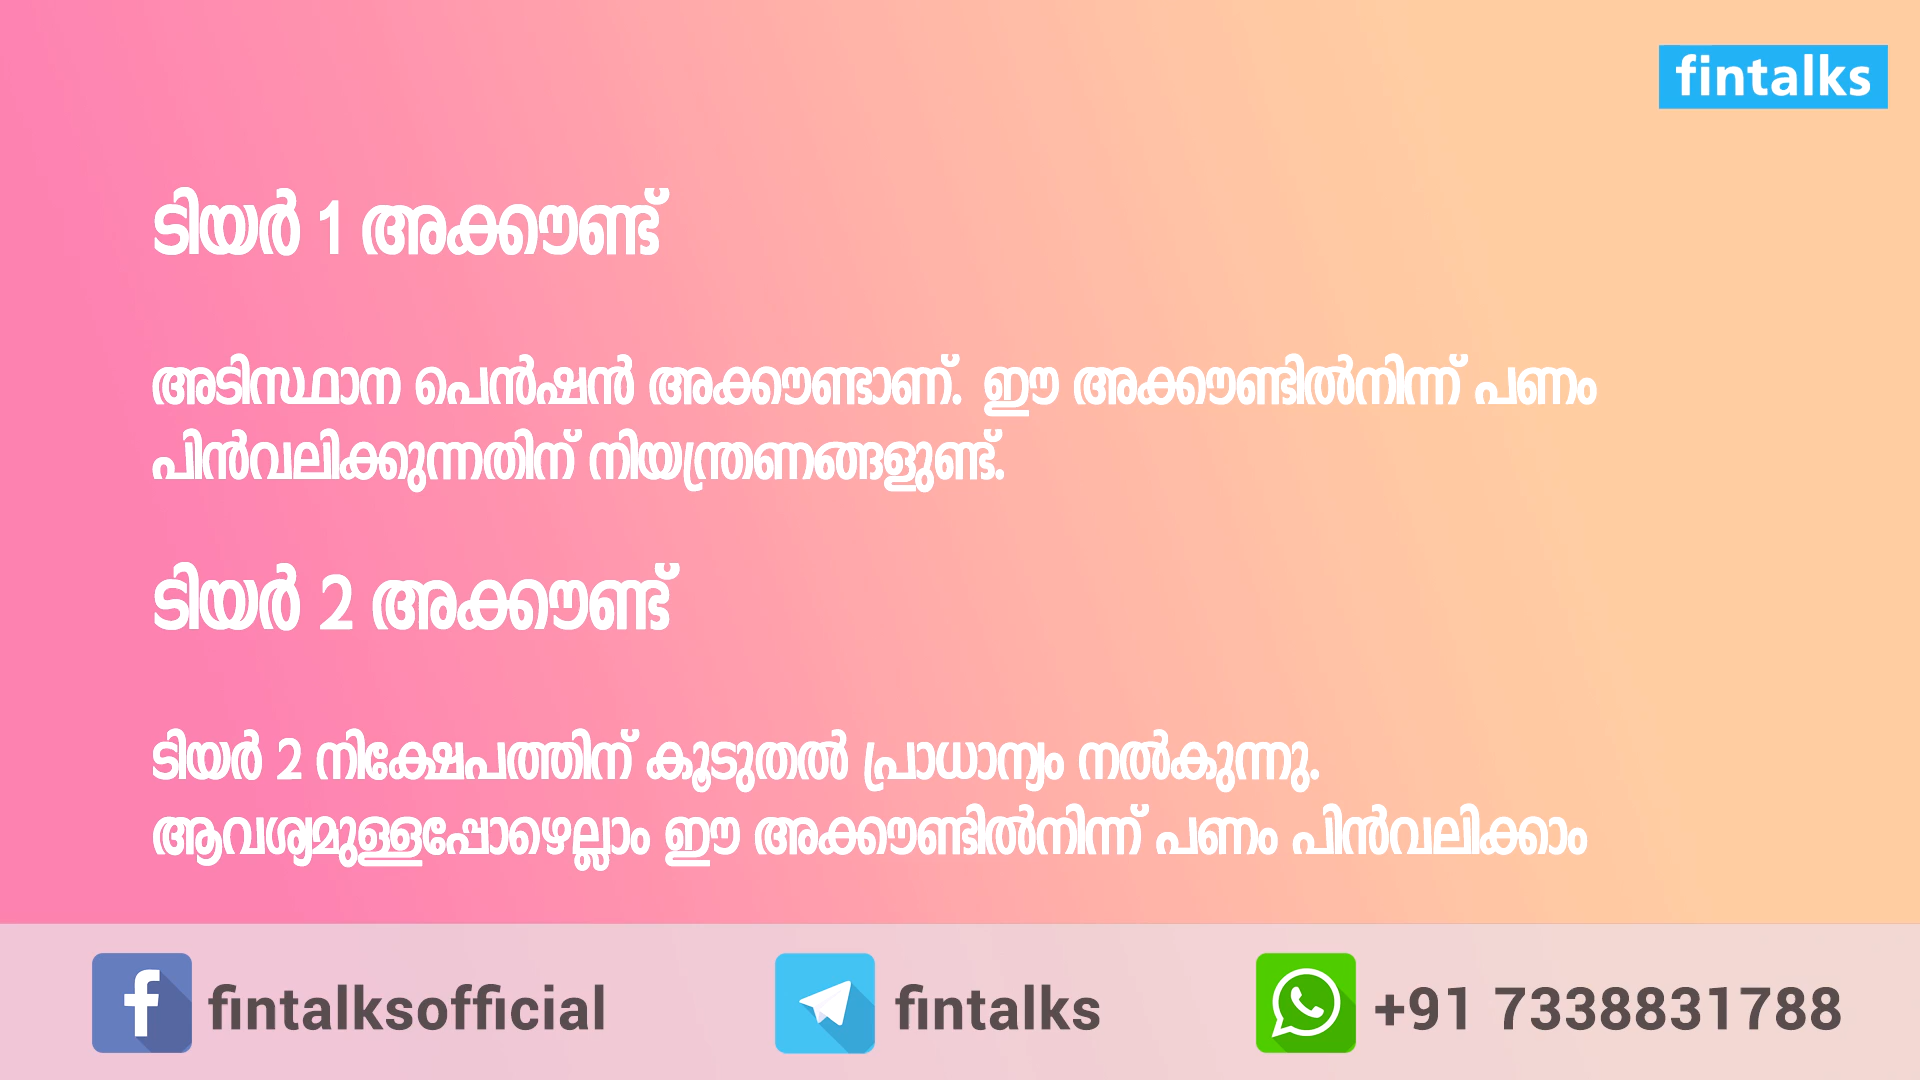 fintalks
ടിയർ 1 അക്കൗണ്ട്
അടിസ്ഥാന പെൻഷൻ അക്കൗണ്ടാണ്. ഈ അക്കൗണ്ടിൽനിന്ന് പണം
പിൻവലിക്കുന്നതിന് നിയന്ത്രണങ്ങളുണ്ട്.
ടിയർ 2 അക്കൗണ്ട്
ടിയർ 2 നിക്ഷേപത്തിന് കൂടുതൽ പ്രാധാന്യം നൽകുന്നു.
ആവശ്യമുള്ളപ്പോഴെല്ലാം ഈ അക്കൗണ്ടിൽനിന്ന് പണം പിൻവലിക്കാം
fintalksofficial
fintalks
+91 7338831788